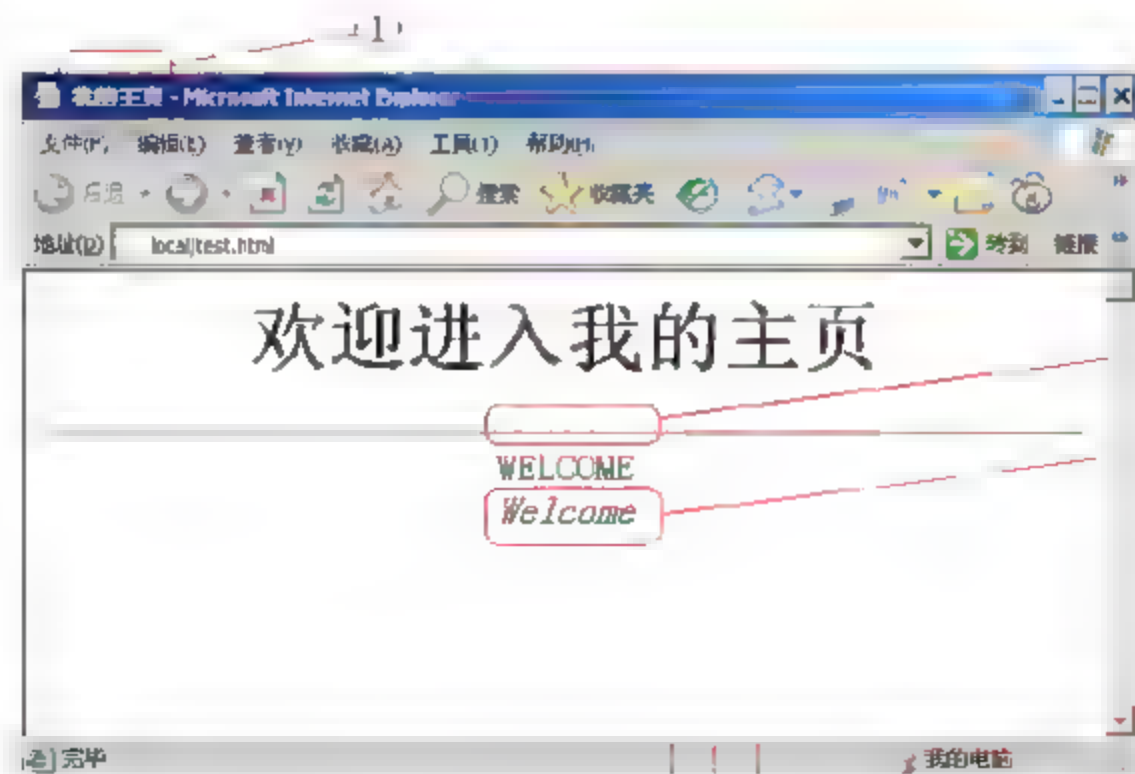 (1)
我的主页 - Microsoft Internet Explorer
文件(F) 编辑(E) 查看(V) 收藏(A) 工具(T) 帮助(H)
后退 搜索 收藏夹
地址(D) local/test.html 转到 链接
欢迎进入我的主页
WELCOME
Welcome
完毕 我的电脑